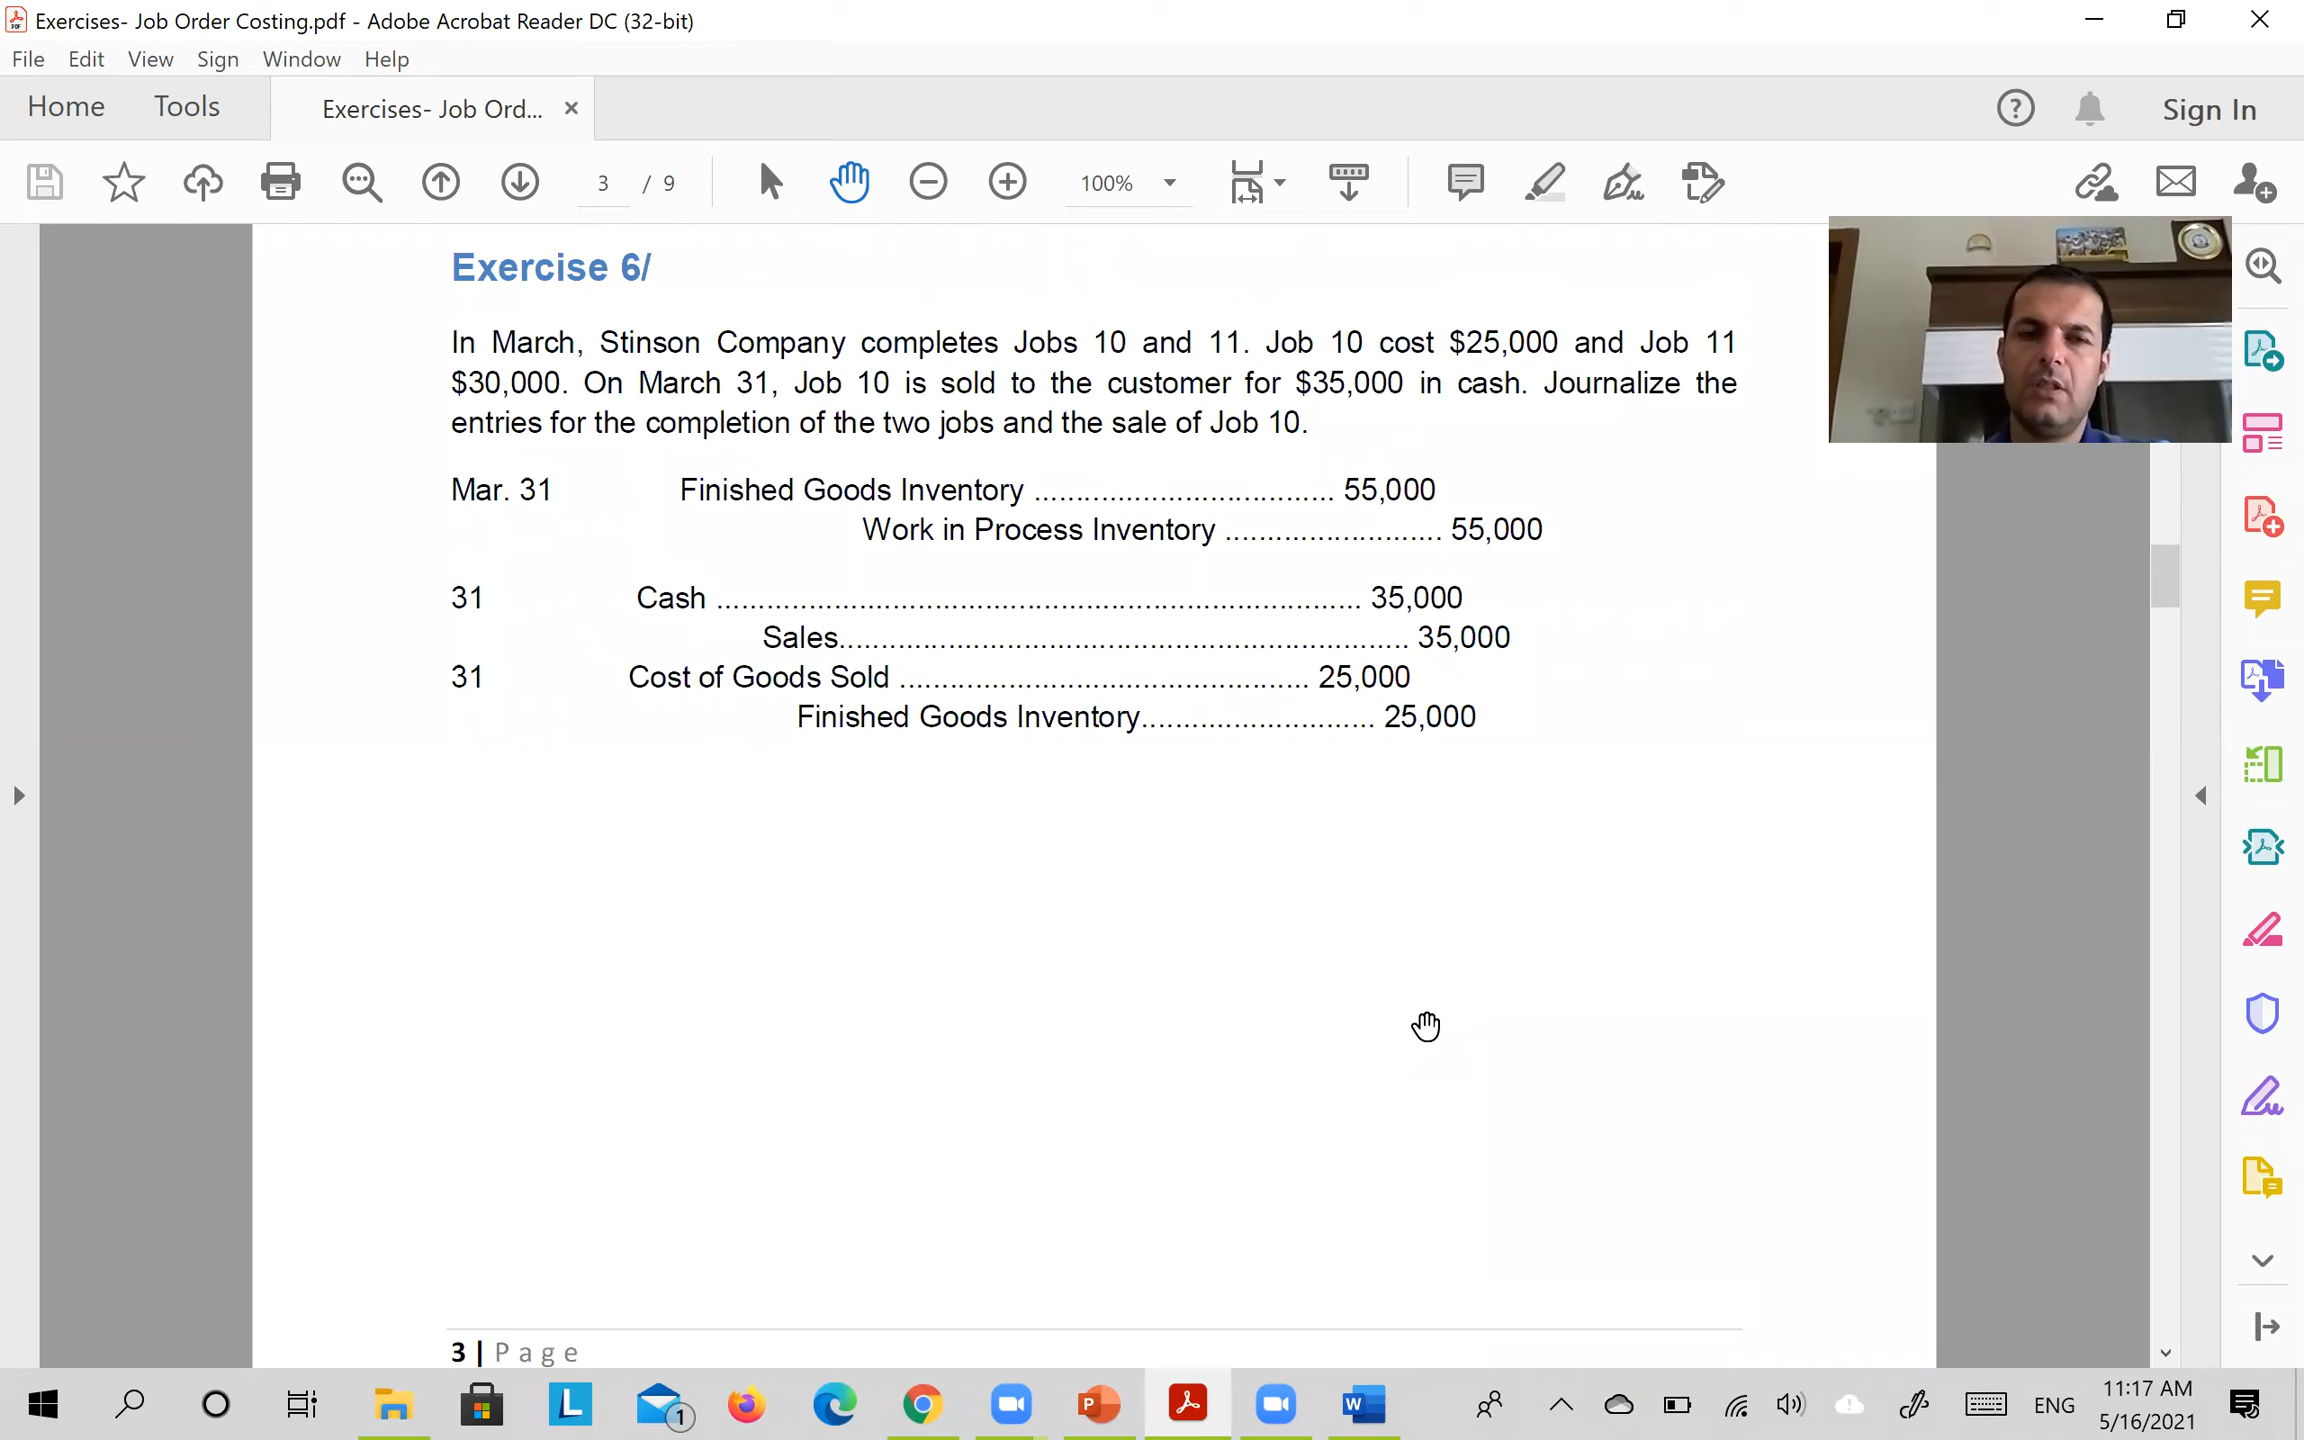 Exercises- Job Order Costing.pdf - Adobe Acrobat Reader DC (32-bit)
File Edit View Sign Window Help
Home Tools Exercises- Job Ord... × Sign In
3 / 9 100%
Exercise 6/
In March, Stinson Company completes Jobs 10 and 11. Job 10 cost $25,000 and Job 11
$30,000. On March 31, Job 10 is sold to the customer for $35,000 in cash. Journalize the
entries for the completion of the two jobs and the sale of Job 10.
Mar. 31 Finished Goods Inventory .................................... 55,000
Work in Process Inventory .......................... 55,000
31 Cash ............................................................................. 35,000
Sales.................................................................... 35,000
31 Cost of Goods Sold ................................................. 25,000
Finished Goods Inventory............................ 25,000
3 | Page
1
ENG
11:17 AM
5/16/2021